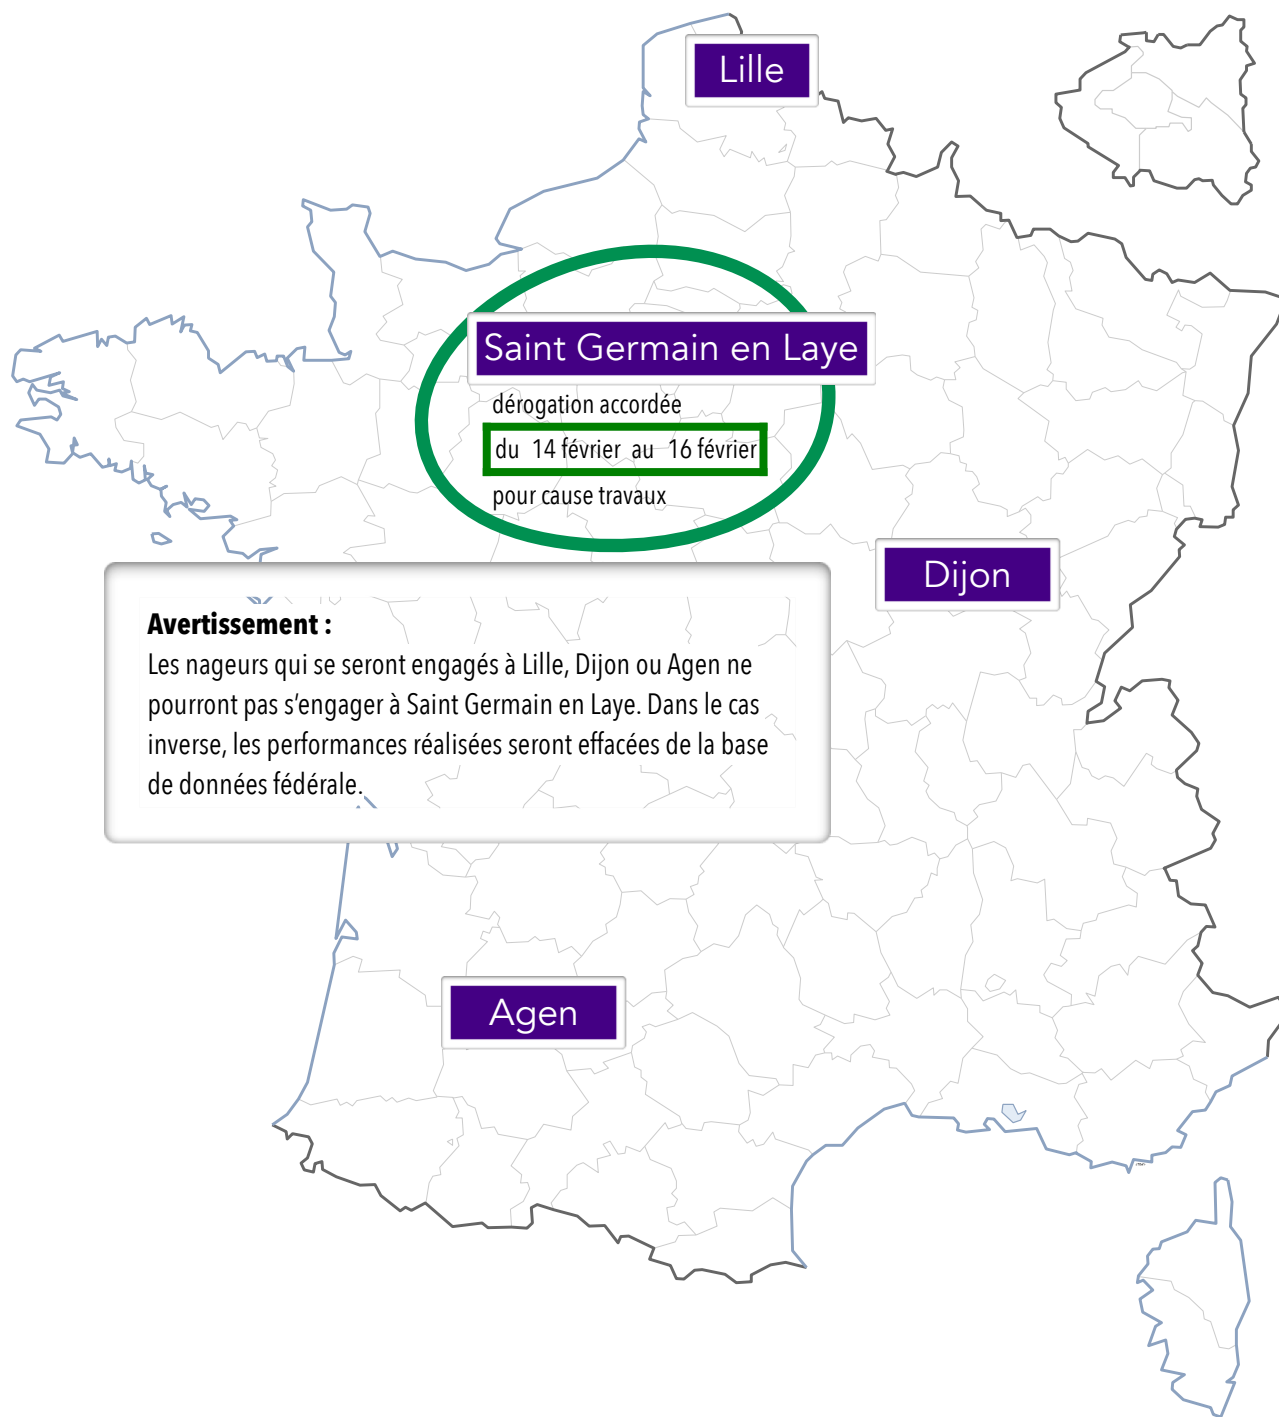 Lille
Saint Germain en Laye
dérogation accordée
du 14 février au 16 février
pour cause travaux
Dijon
Avertissement :
Les nageurs qui se seront engagés à Lille, Dijon ou Agen ne
pourront pas s’engager à Saint Germain en Laye. Dans le cas
inverse, les performances réalisées seront effacées de la base
de données fédérale.
Agen